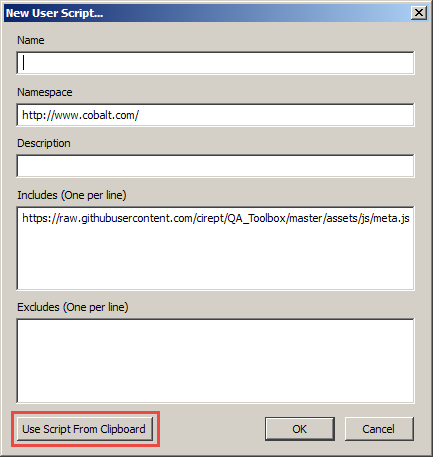 New User Script...
Name
Namespace
http://www.cobalt.com/
Description
Includes (One per line)
https://raw.githubusercontent.com/cirept/QA_Toolbox/master/assets/js/meta.js
Excludes (One per line)
Use Script From Clipboard
OK
Cancel